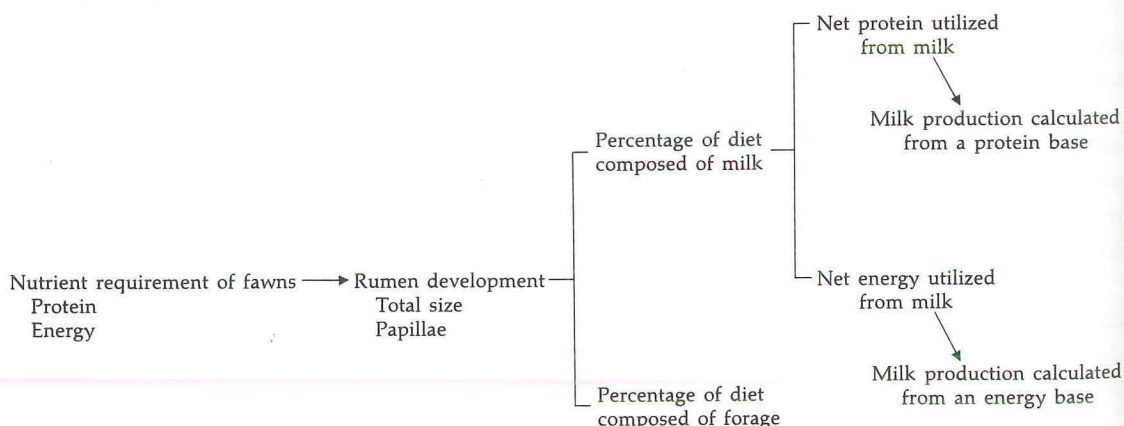 Nutrient requirement of fawns
Protein
Energy
Rumen development
Total size
Papillae
Percentage of diet
composed of milk
Percentage of diet
composed of forage
Net protein utilized
from milk
Milk production calculated
from a protein base
Net energy utilized
from milk
Milk production calculated
from an energy base